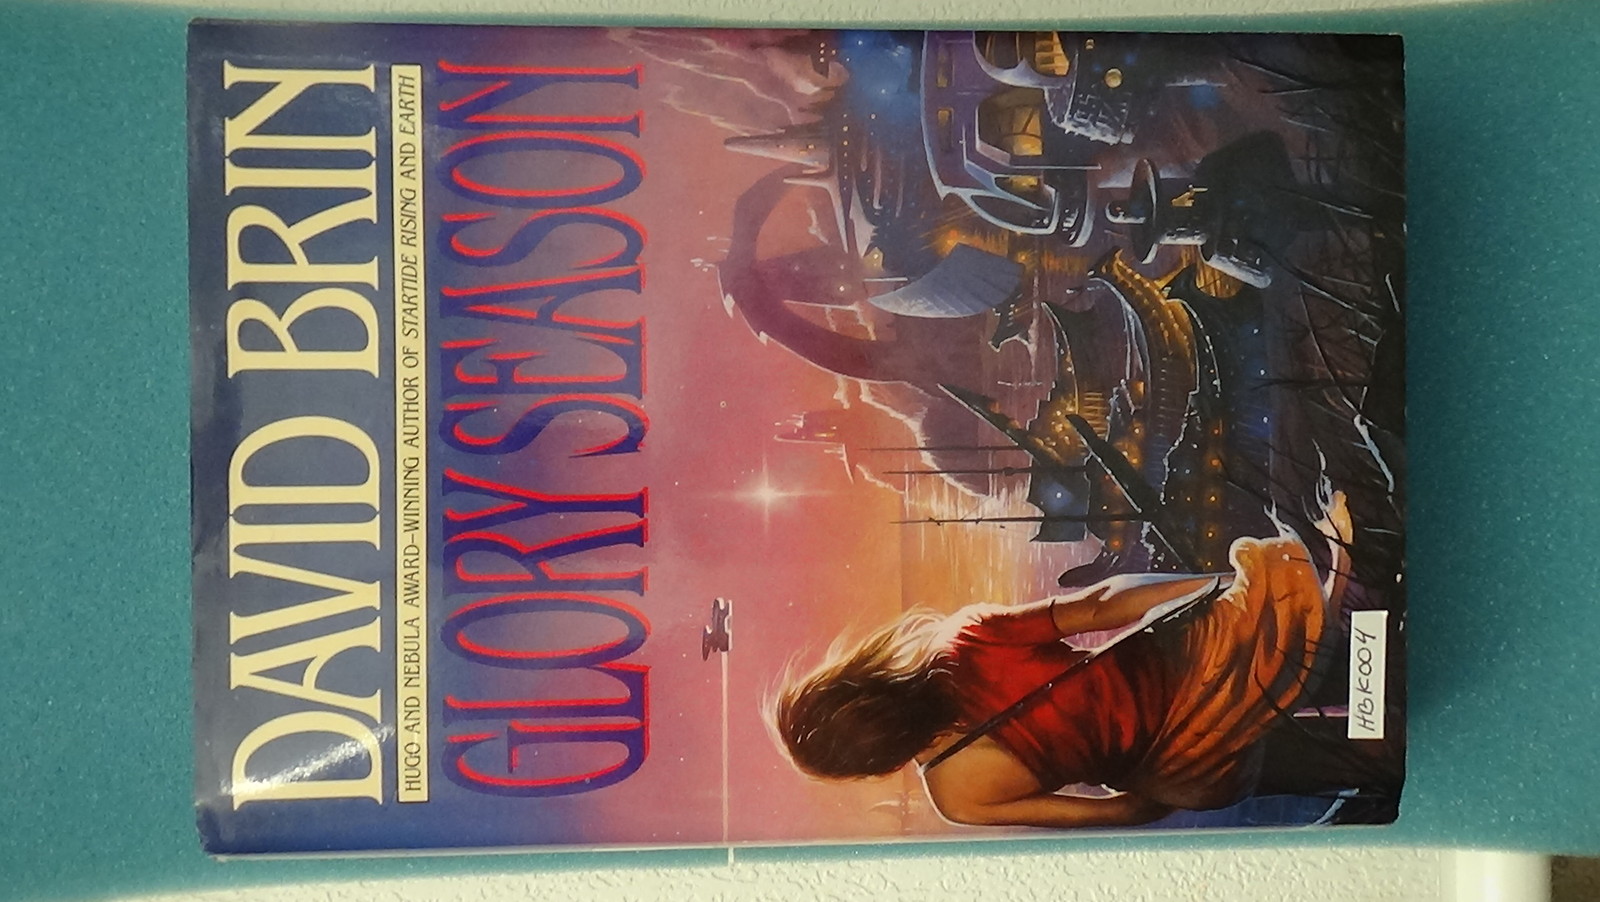 DAVID BRIN
HUGO AND NEBULA AWARD-WINNING AUTHOR OF STARTIDE RISING AND EARTH
GLORY SEASON
HBK004